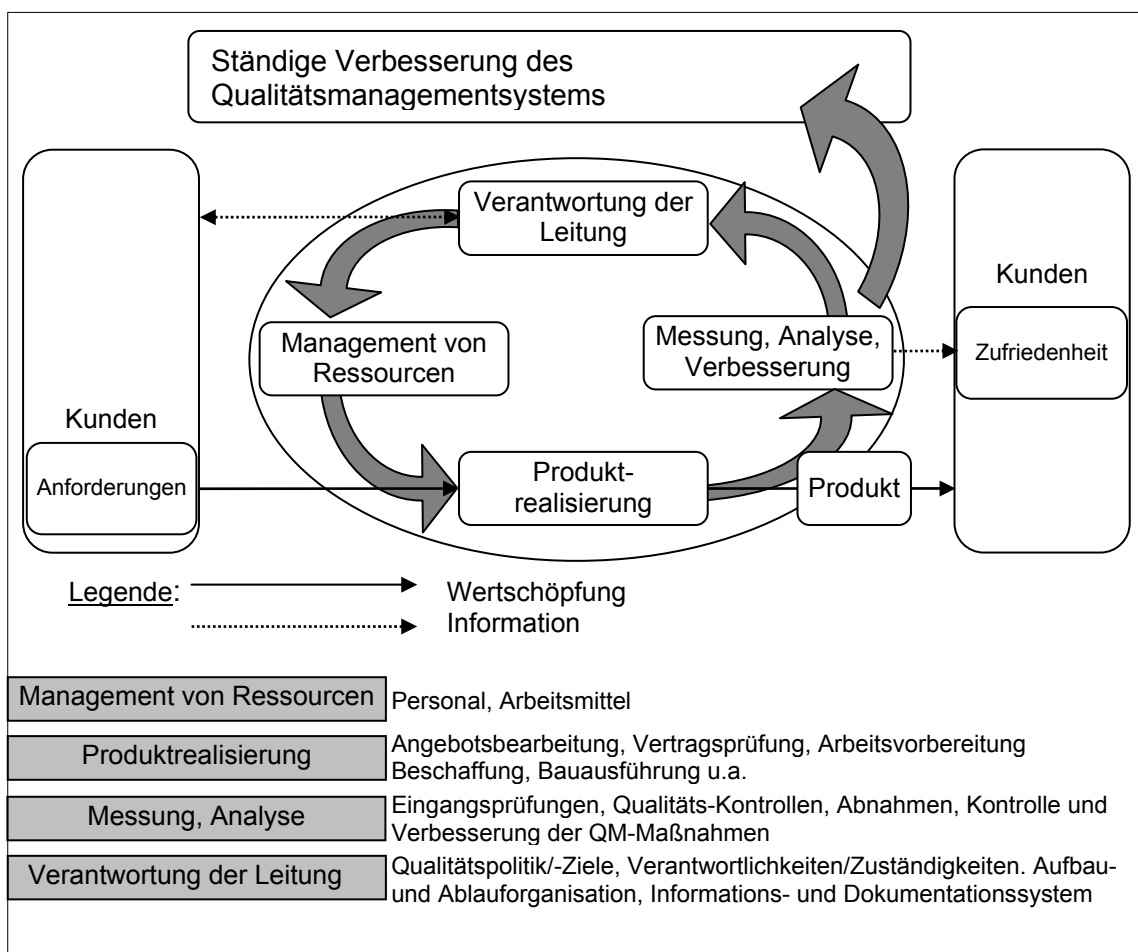 Ständige Verbesserung des
Qualitätsmanagementsystems
Verantwortung der
Leitung
Kunden
Zufriedenheit
Management von
Ressourcen
Messung, Analyse,
Verbesserung
Kunden
Anforderungen
Produkt-
realisierung
Produkt
Legende:
Wertschöpfung
Information
Management von Ressourcen
Personal, Arbeitsmittel
Produktrealisierung
Angebotsbearbeitung, Vertragsprüfung, Arbeitsvorbereitung
Beschaffung, Bauausführung u.a.
Messung, Analyse
Eingangsprüfungen, Qualitäts-Kontrollen, Abnahmen, Kontrolle und
Verbesserung der QM-Maßnahmen
Verantwortung der Leitung
Qualitätspolitik/-Ziele, Verantwortlichkeiten/Zuständigkeiten. Aufbau-
und Ablauforganisation, Informations- und Dokumentationssystem